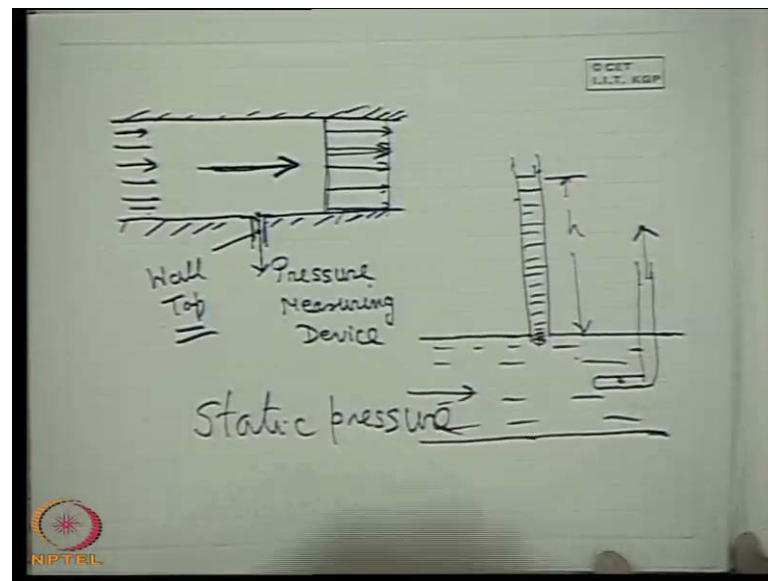 © CET
I.I.T. KGP
Wall
Tap
Pressure
Measuring
Device
h
Static pressure
NPTEL